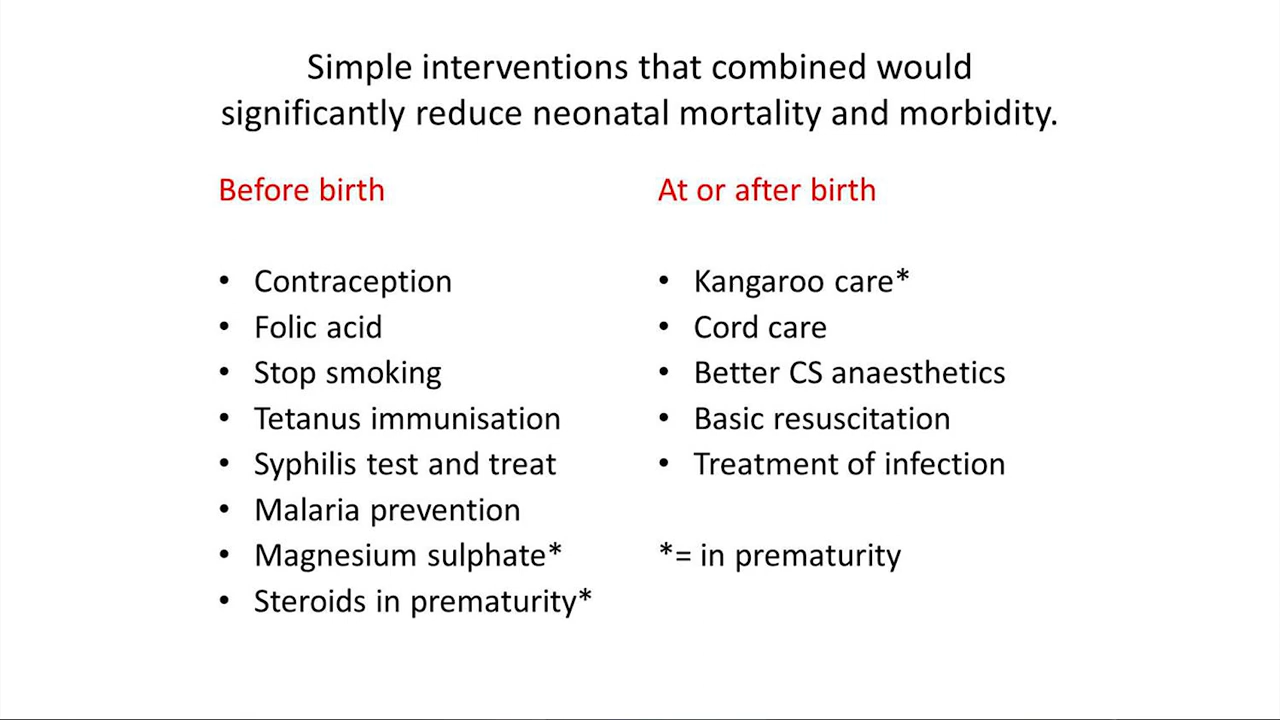 Simple interventions that combined would
significantly reduce neonatal mortality and morbidity.
Before birth
• Contraception
• Folic acid
• Stop smoking
• Tetanus immunisation
• Syphilis test and treat
• Malaria prevention
• Magnesium sulphate*
• Steroids in prematurity*
At or after birth
• Kangaroo care*
• Cord care
• Better CS anaesthetics
• Basic resuscitation
• Treatment of infection
*= in prematurity